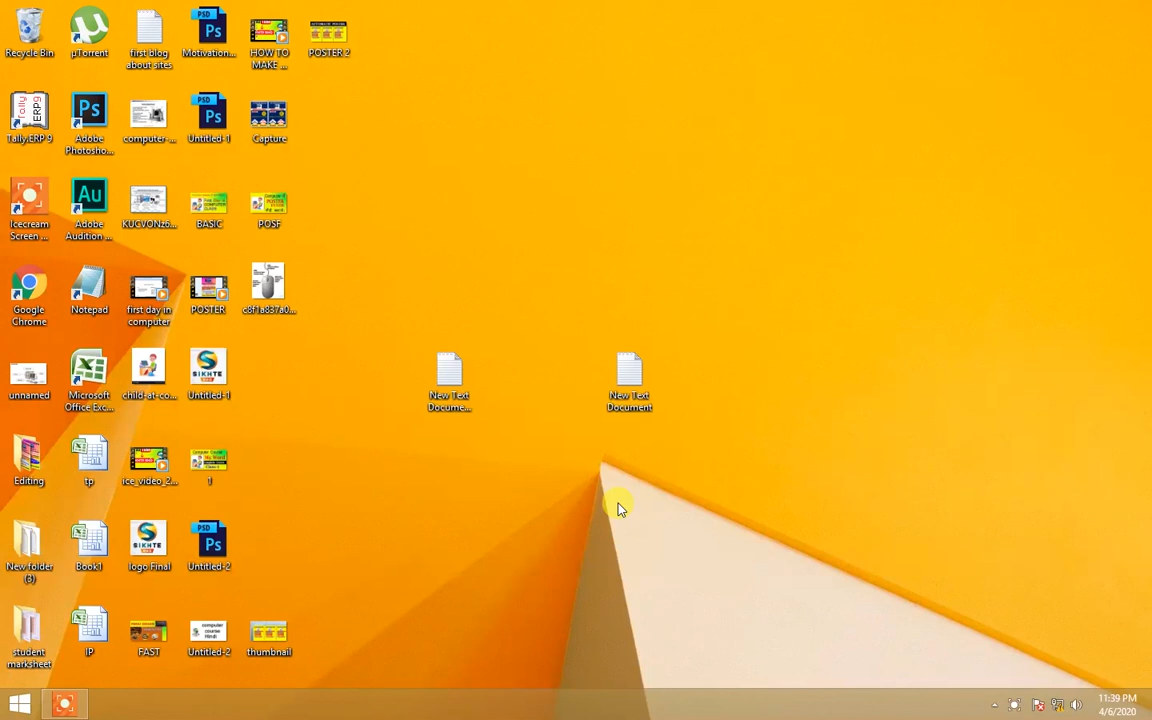 Recycle Bin
µTorrent
first blog
about sites
Motivation...
HOW TO
MAKE ...
POSTER 2
Tally.ERP 9
Adobe
Photosho...
computer-...
Untitled-1
Capture
Icecream
Screen ...
Adobe
Audition ...
KUCVON26...
BASIC
POSF
Google
Chrome
Notepad
first day in
computer
POSTER
c8f1a837a0...
unnamed
Microsoft
Office Exc...
child-at-co...
Untitled-1
New Text
Docume...
New Text
Document
Editing
tp
ice_video_2...
1
New folder
(3)
Book1
logo Final
Untitled-2
student
marksheet
IP
FAST
Untitled-2
thumbnail
11:39 PM
4/6/2020